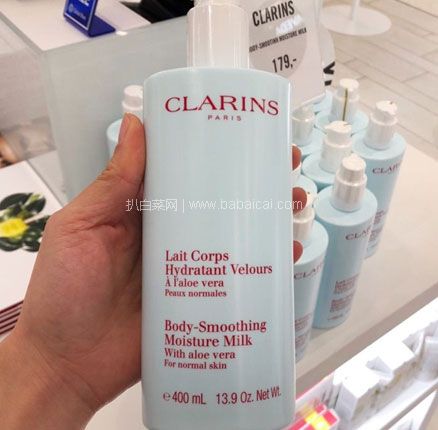 CLARINS
BODY-SMOOTHING MOISTURE MILK
179,-
CLARINS
PARIS
扒白菜网 | www.babaicai.com
Lait Corps
Hydratant Velours
À l'aloe vera
Peaux normales
Body-Smoothing
Moisture Milk
With aloe vera
For normal skin
e 400 mL 13.9 Oz. Net Wt.